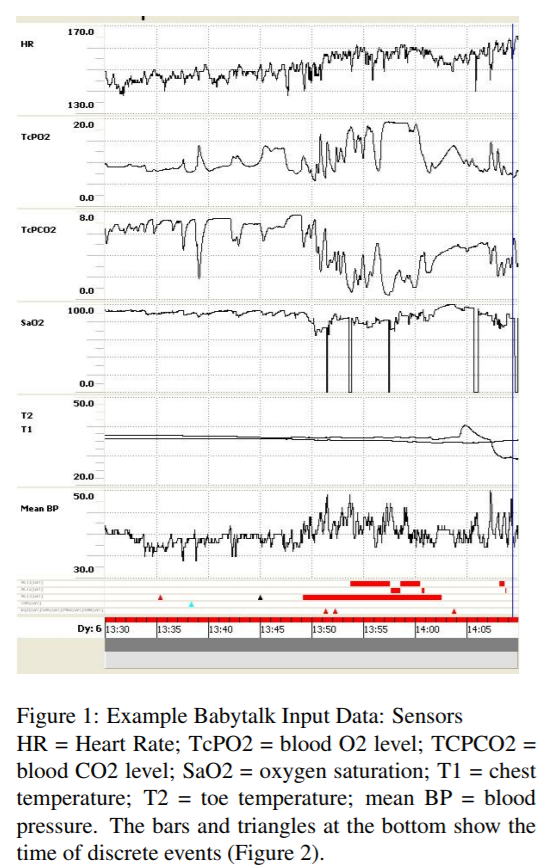 HR
170.0
130.0
TcPO2
20.0
0.0
TcPCO2
8.0
0.0
SaO2
100.0
0.0
T2
T1
50.0
20.0
Mean BP
50.0
30.0
Dy: 6 13:30 13:35 13:40 13:45 13:50 13:55 14:00 14:05
Figure 1: Example Babytalk Input Data: Sensors
HR = Heart Rate; TcPO2 = blood O2 level; TCPCO2 =
blood CO2 level; SaO2 = oxygen saturation; T1 = chest
temperature; T2 = toe temperature; mean BP = blood
pressure. The bars and triangles at the bottom show the
time of discrete events (Figure 2).